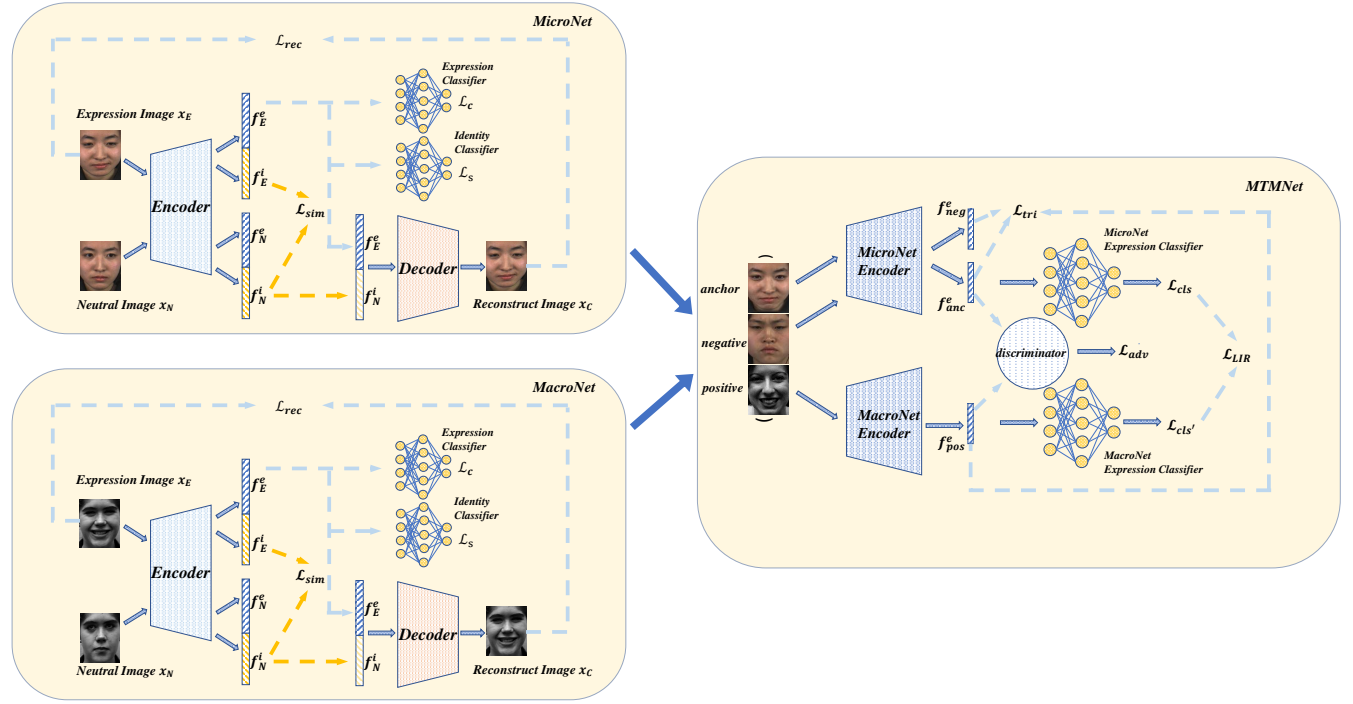 MicroNet
ℒrec
Expression Classifier
ℒc
Expression Image xE
fEe
Identity Classifier
ℒs
fEi
Encoder
ℒsim
fNe
fEe
Decoder
fNi
fNi
Neutral Image xN
Reconstruct Image xC
MacroNet
ℒrec
Expression Classifier
ℒc
Expression Image xE
fEe
Identity Classifier
ℒs
fEi
Encoder
ℒsim
fNe
fEe
Decoder
fNi
fNi
Neutral Image xN
Reconstruct Image xC
MTMNet
fnege
ℒtri
MicroNet
Expression Classifier
MicroNet
Encoder
(
anchor
ℒcls
fance
negative
discriminator
ℒadv
ℒLIR
positive
)
MacroNet
Encoder
ℒcls'
fpose
MacroNet
Expression Classifier